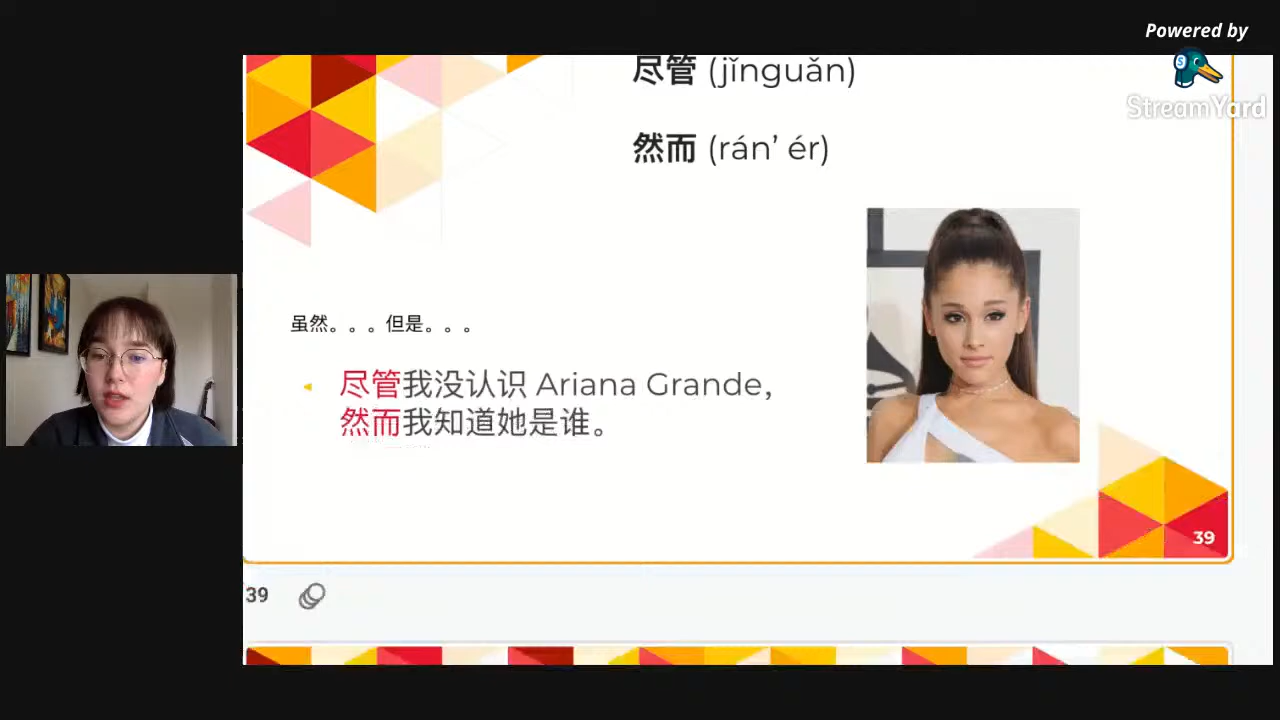 Powered by
StreamYard
尽管 (jǐnguǎn)
然而 (rán’ ér)
虽然。。。但是。。。
尽管我没认识 Ariana Grande,
然而我知道她是谁。
39
39